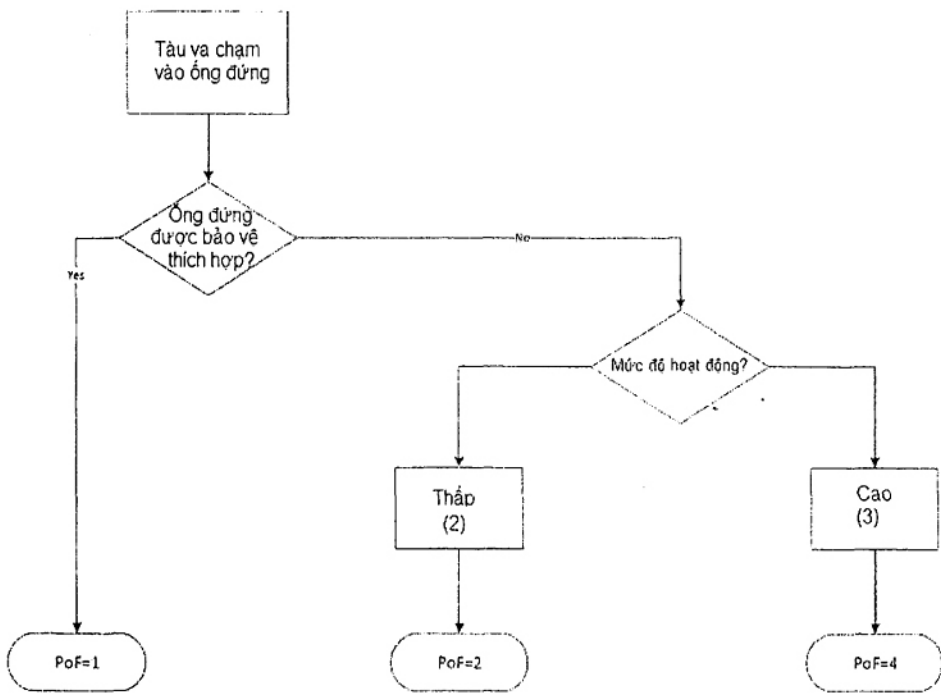 Tàu va chạm
vào ống đứng
Ống đứng
được bảo vệ
thích hợp?
Yes
No
Mức độ hoạt động?
Thấp
(2)
Cao
(3)
PoF=1
PoF=2
PoF=4